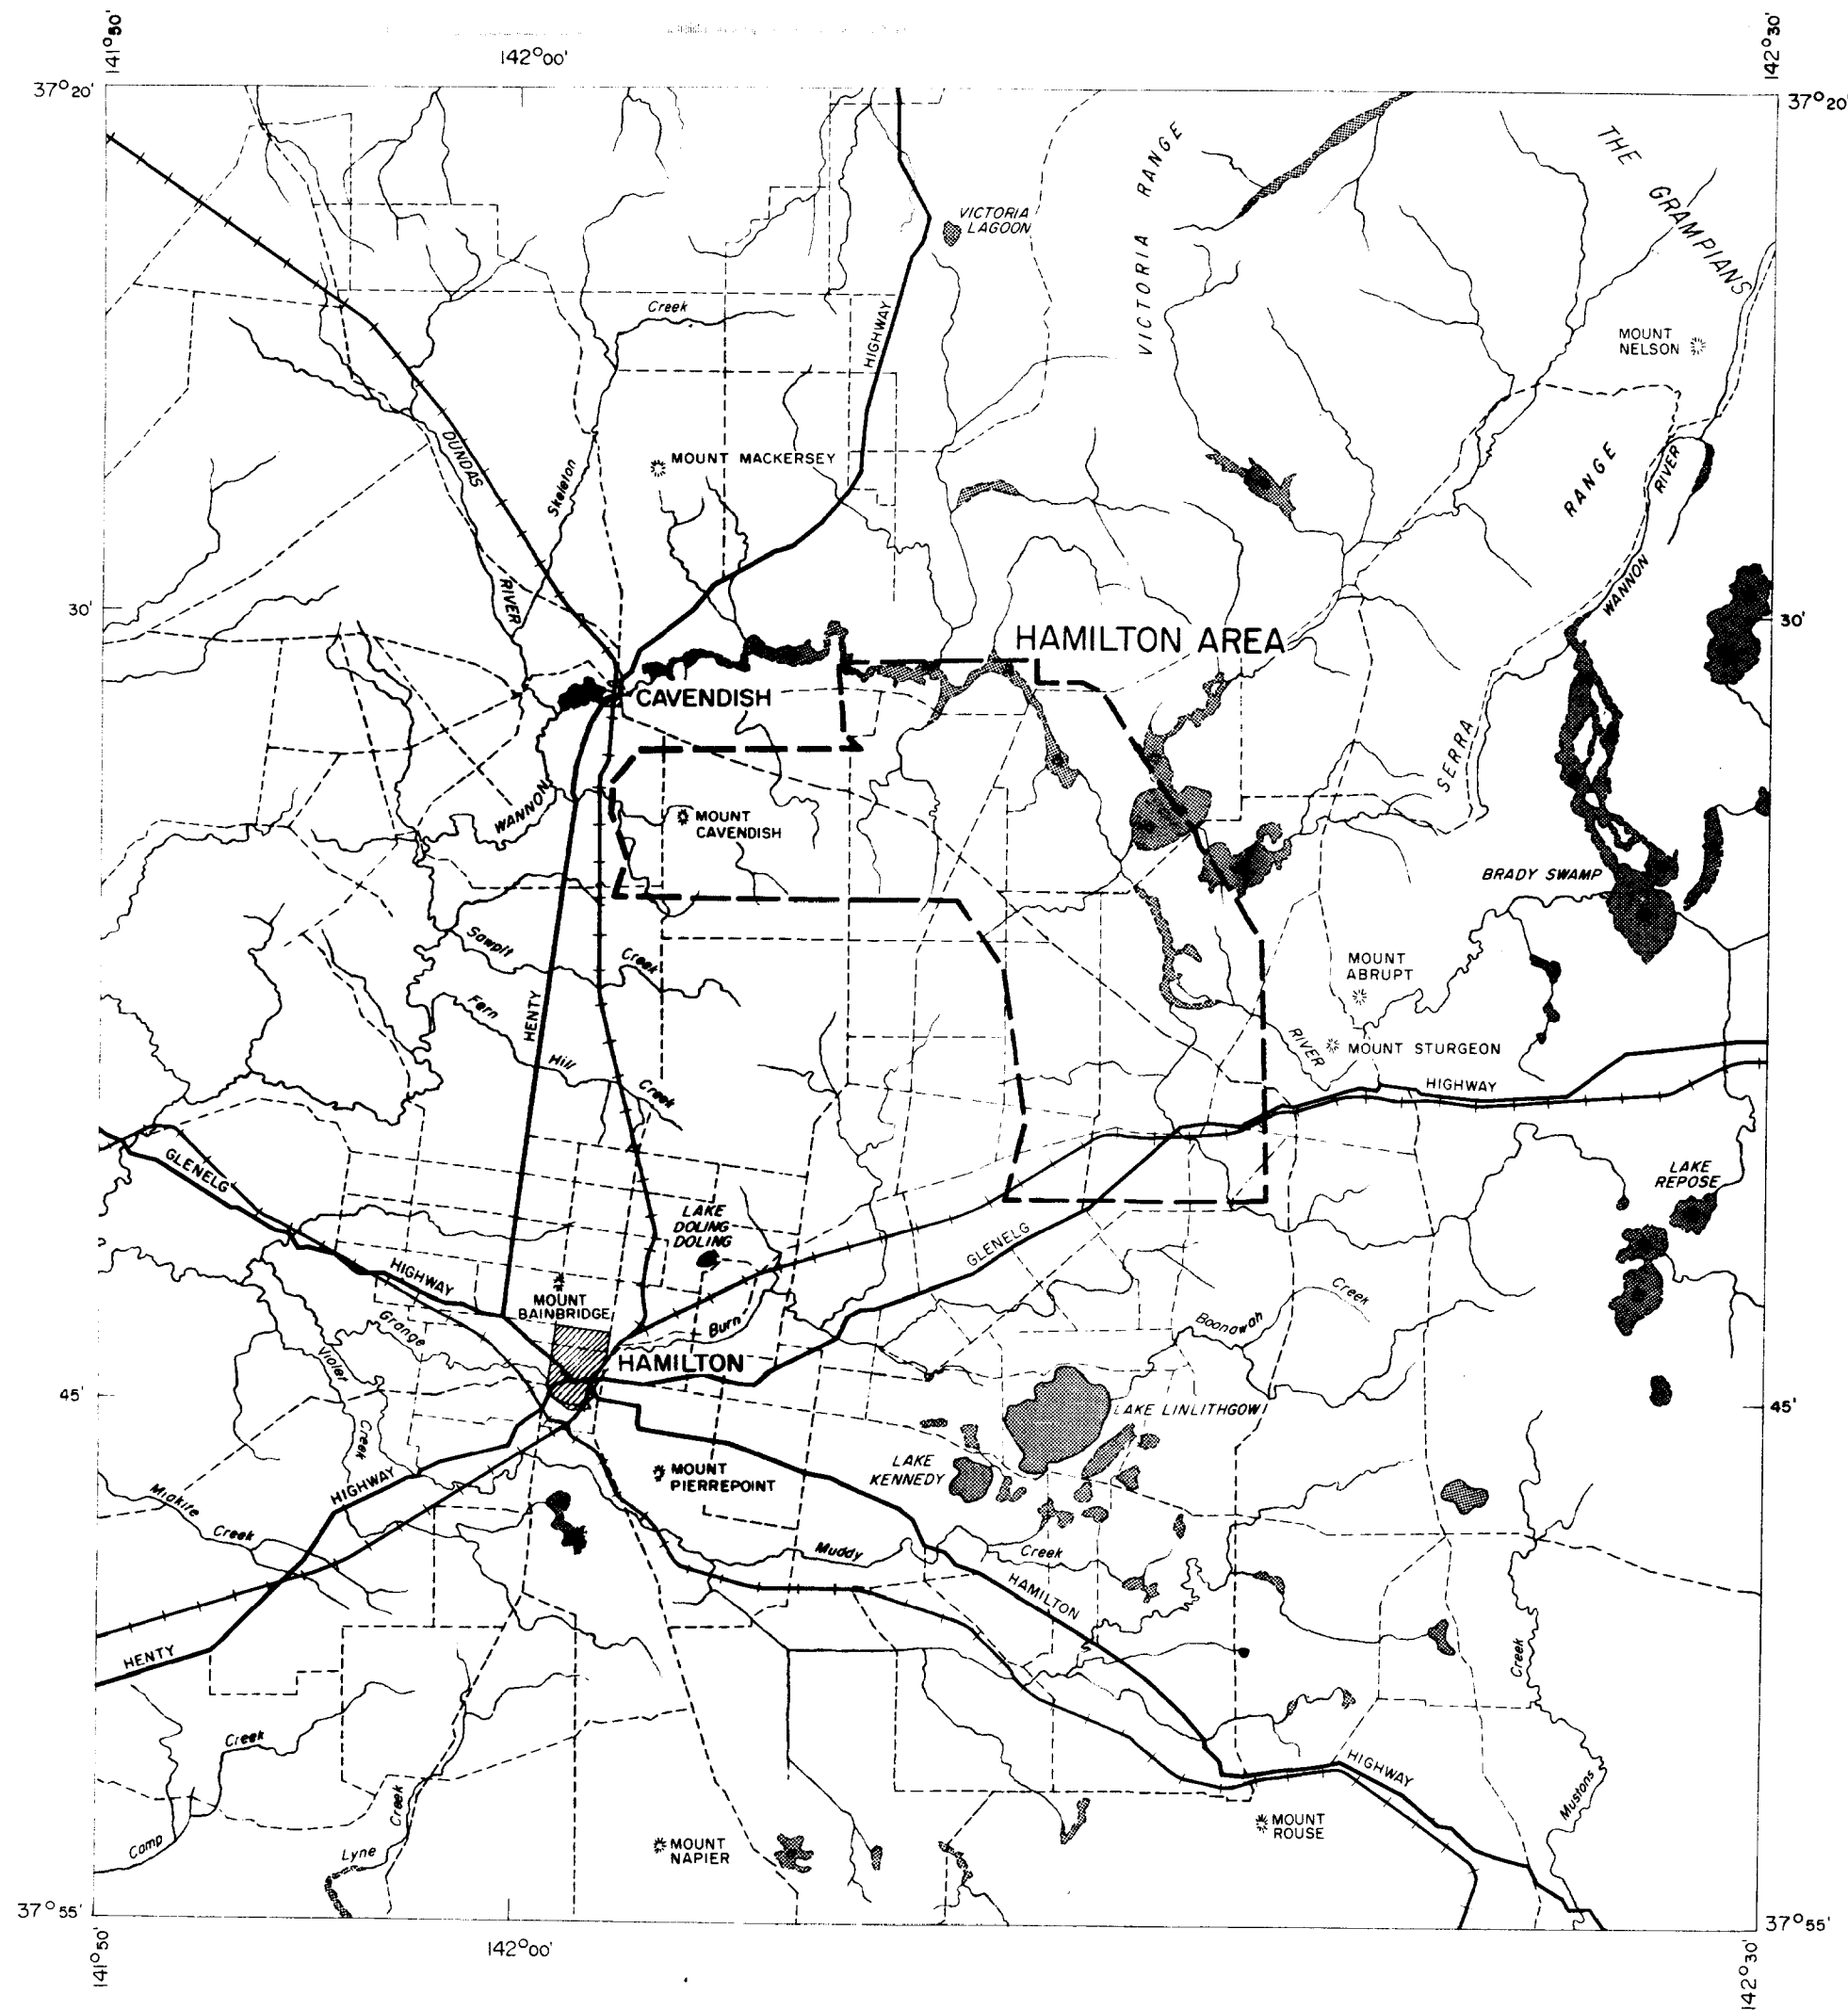 141°50'
142°00'
142°30'
37°20'
37°20'
THE GRAMPIANS
VICTORIA RANGE
VICTORIA
LAGOON
Creek
HIGHWAY
MOUNT
NELSON
DUNDAS
RIVER
Skeleton
MOUNT MACKERSEY
SERRA RANGE
RIVER
WANNON
30'
30'
HAMILTON AREA
CAVENDISH
WANNON
MOUNT
CAVENDISH
BRADY SWAMP
Sawpit
Creek
MOUNT
ABRUPT
Fern
Hill
Creek
HENTY
RIVER
MOUNT STURGEON
HIGHWAY
GLENELG
HIGHWAY
LAKE
REPOSE
LAKE
DOLING
DOLING
GLENELG
MOUNT
BAINBRIDGE
Grange
Burn
Boonawah
Creek
Violet
Creek
HAMILTON
45'
45'
LAKE LINLITHGOW
LAKE
KENNEDY
MOUNT
PIERREPOINT
HIGHWAY
Miakite
Creek
Muddy
Creek
HAMILTON
HENTY
Creek
Creek
Camp
Creek
Lyne
HIGHWAY
Mustons
MOUNT
NAPIER
MOUNT
ROUSE
37°55'
37°55'
141°50'
142°00'
142°30'